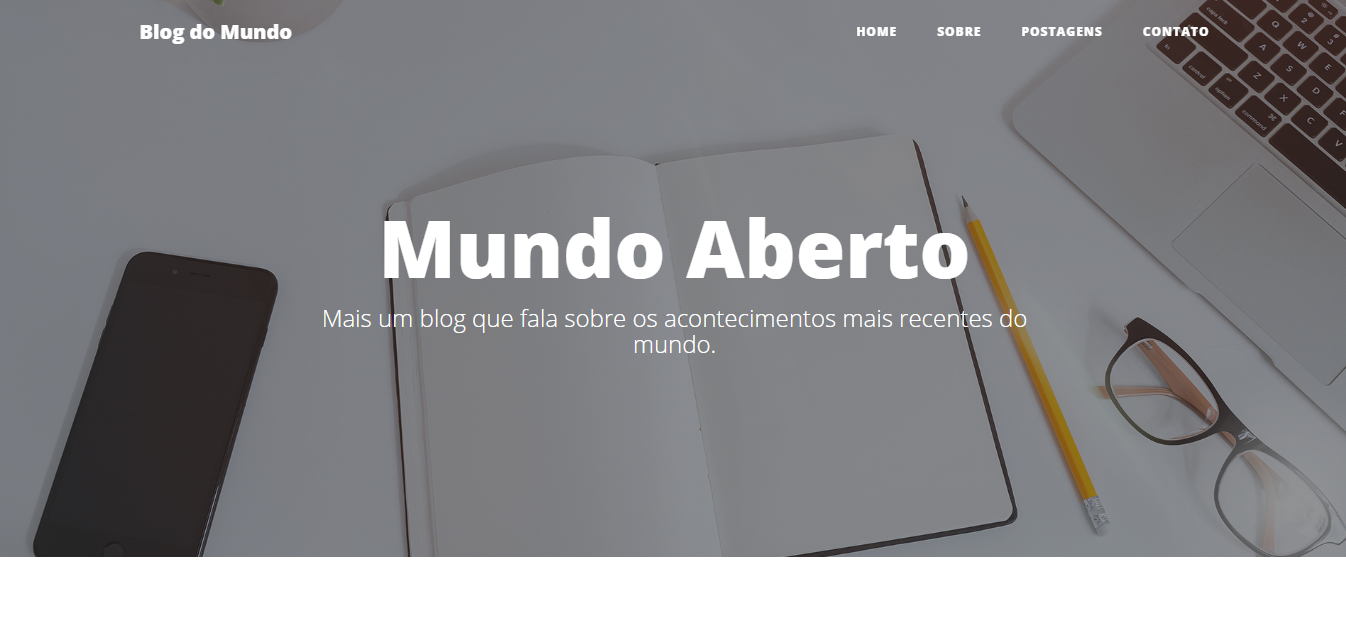 Blog do Mundo
HOME SOBRE POSTAGENS CONTATO
Mundo Aberto
Mais um blog que fala sobre os acontecimentos mais recentes do
mundo.